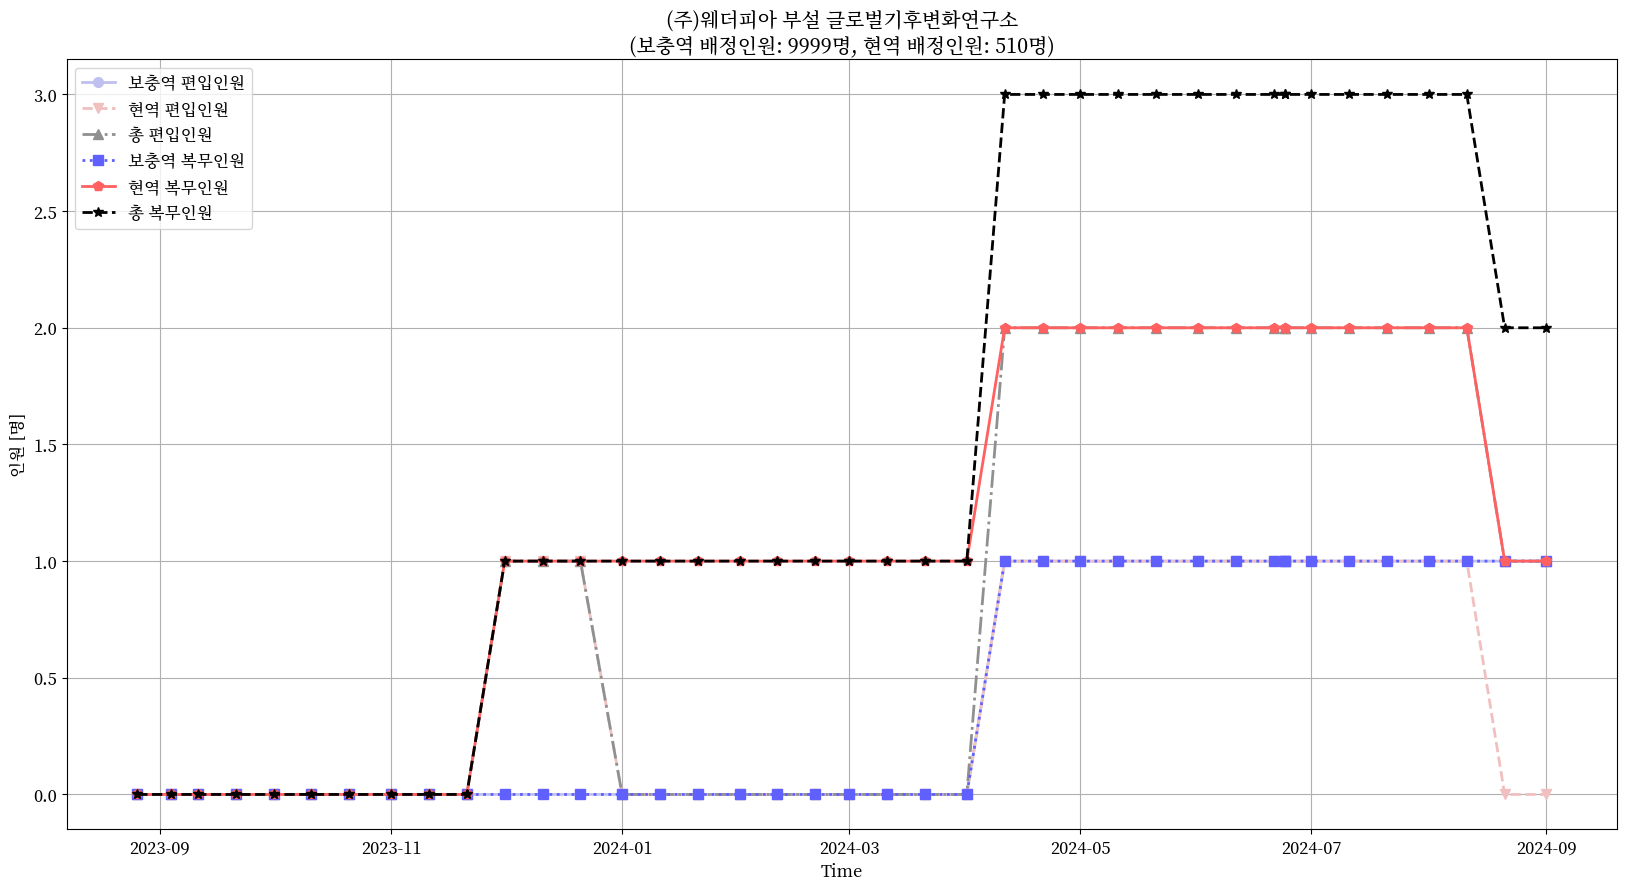 (주)웨더피아 부설 글로벌기후변화연구소
(보충역 배정인원: 9999명, 현역 배정인원: 510명)
보충역 편입인원
현역 편입인원
총 편입인원
보충역 복무인원
현역 복무인원
총 복무인원
3.0
2.5
2.0
1.5
1.0
0.5
0.0
인원 [명]
2023-09
2023-11
2024-01
2024-03
2024-05
2024-07
2024-09
Time